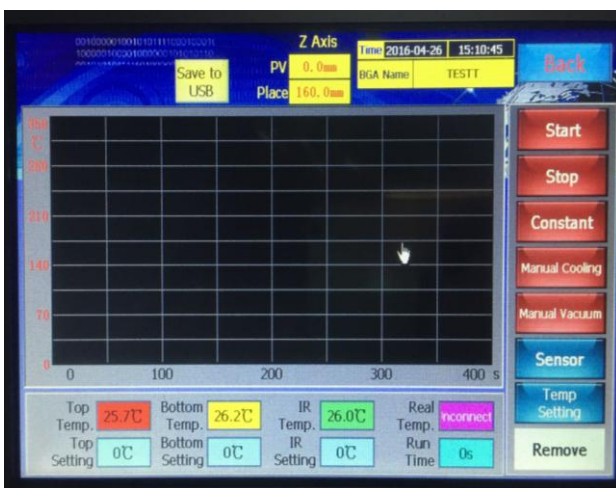 Z Axis
Time 2016-04-26 15:10:45
Save to USB
PV 0.0mm
BGA Name TESTT
Back
Place 160.0mm
350
℃
280
210
140
70
0
0 100 200 300 400 s
Start
Stop
Constant
Manual Cooling
Manual Vacuum
Sensor
Temp Setting
Remove
Top Temp. 25.7℃ Bottom Temp. 26.2℃ IR Temp. 26.0℃ Real Temp. Inconnect
Top Setting 0℃ Bottom Setting 0℃ IR Setting 0℃ Run Time 0s